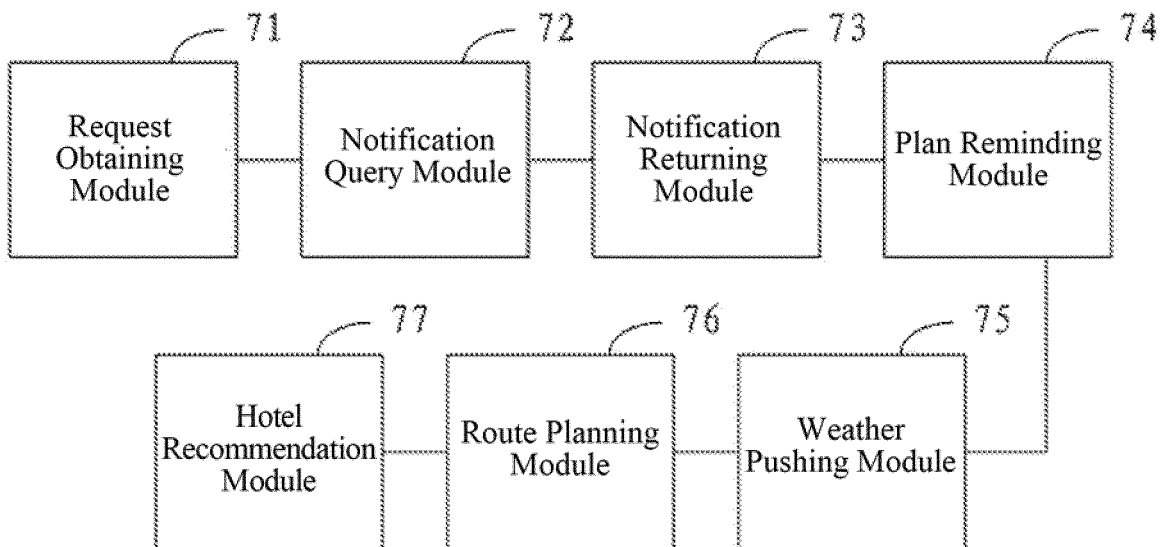 71
72
73
74
Request
Obtaining
Module
Notification
Query Module
Notification
Returning
Module
Plan Reminding
Module
77
76
75
Hotel
Recommendation
Module
Route Planning
Module
Weather
Pushing Module